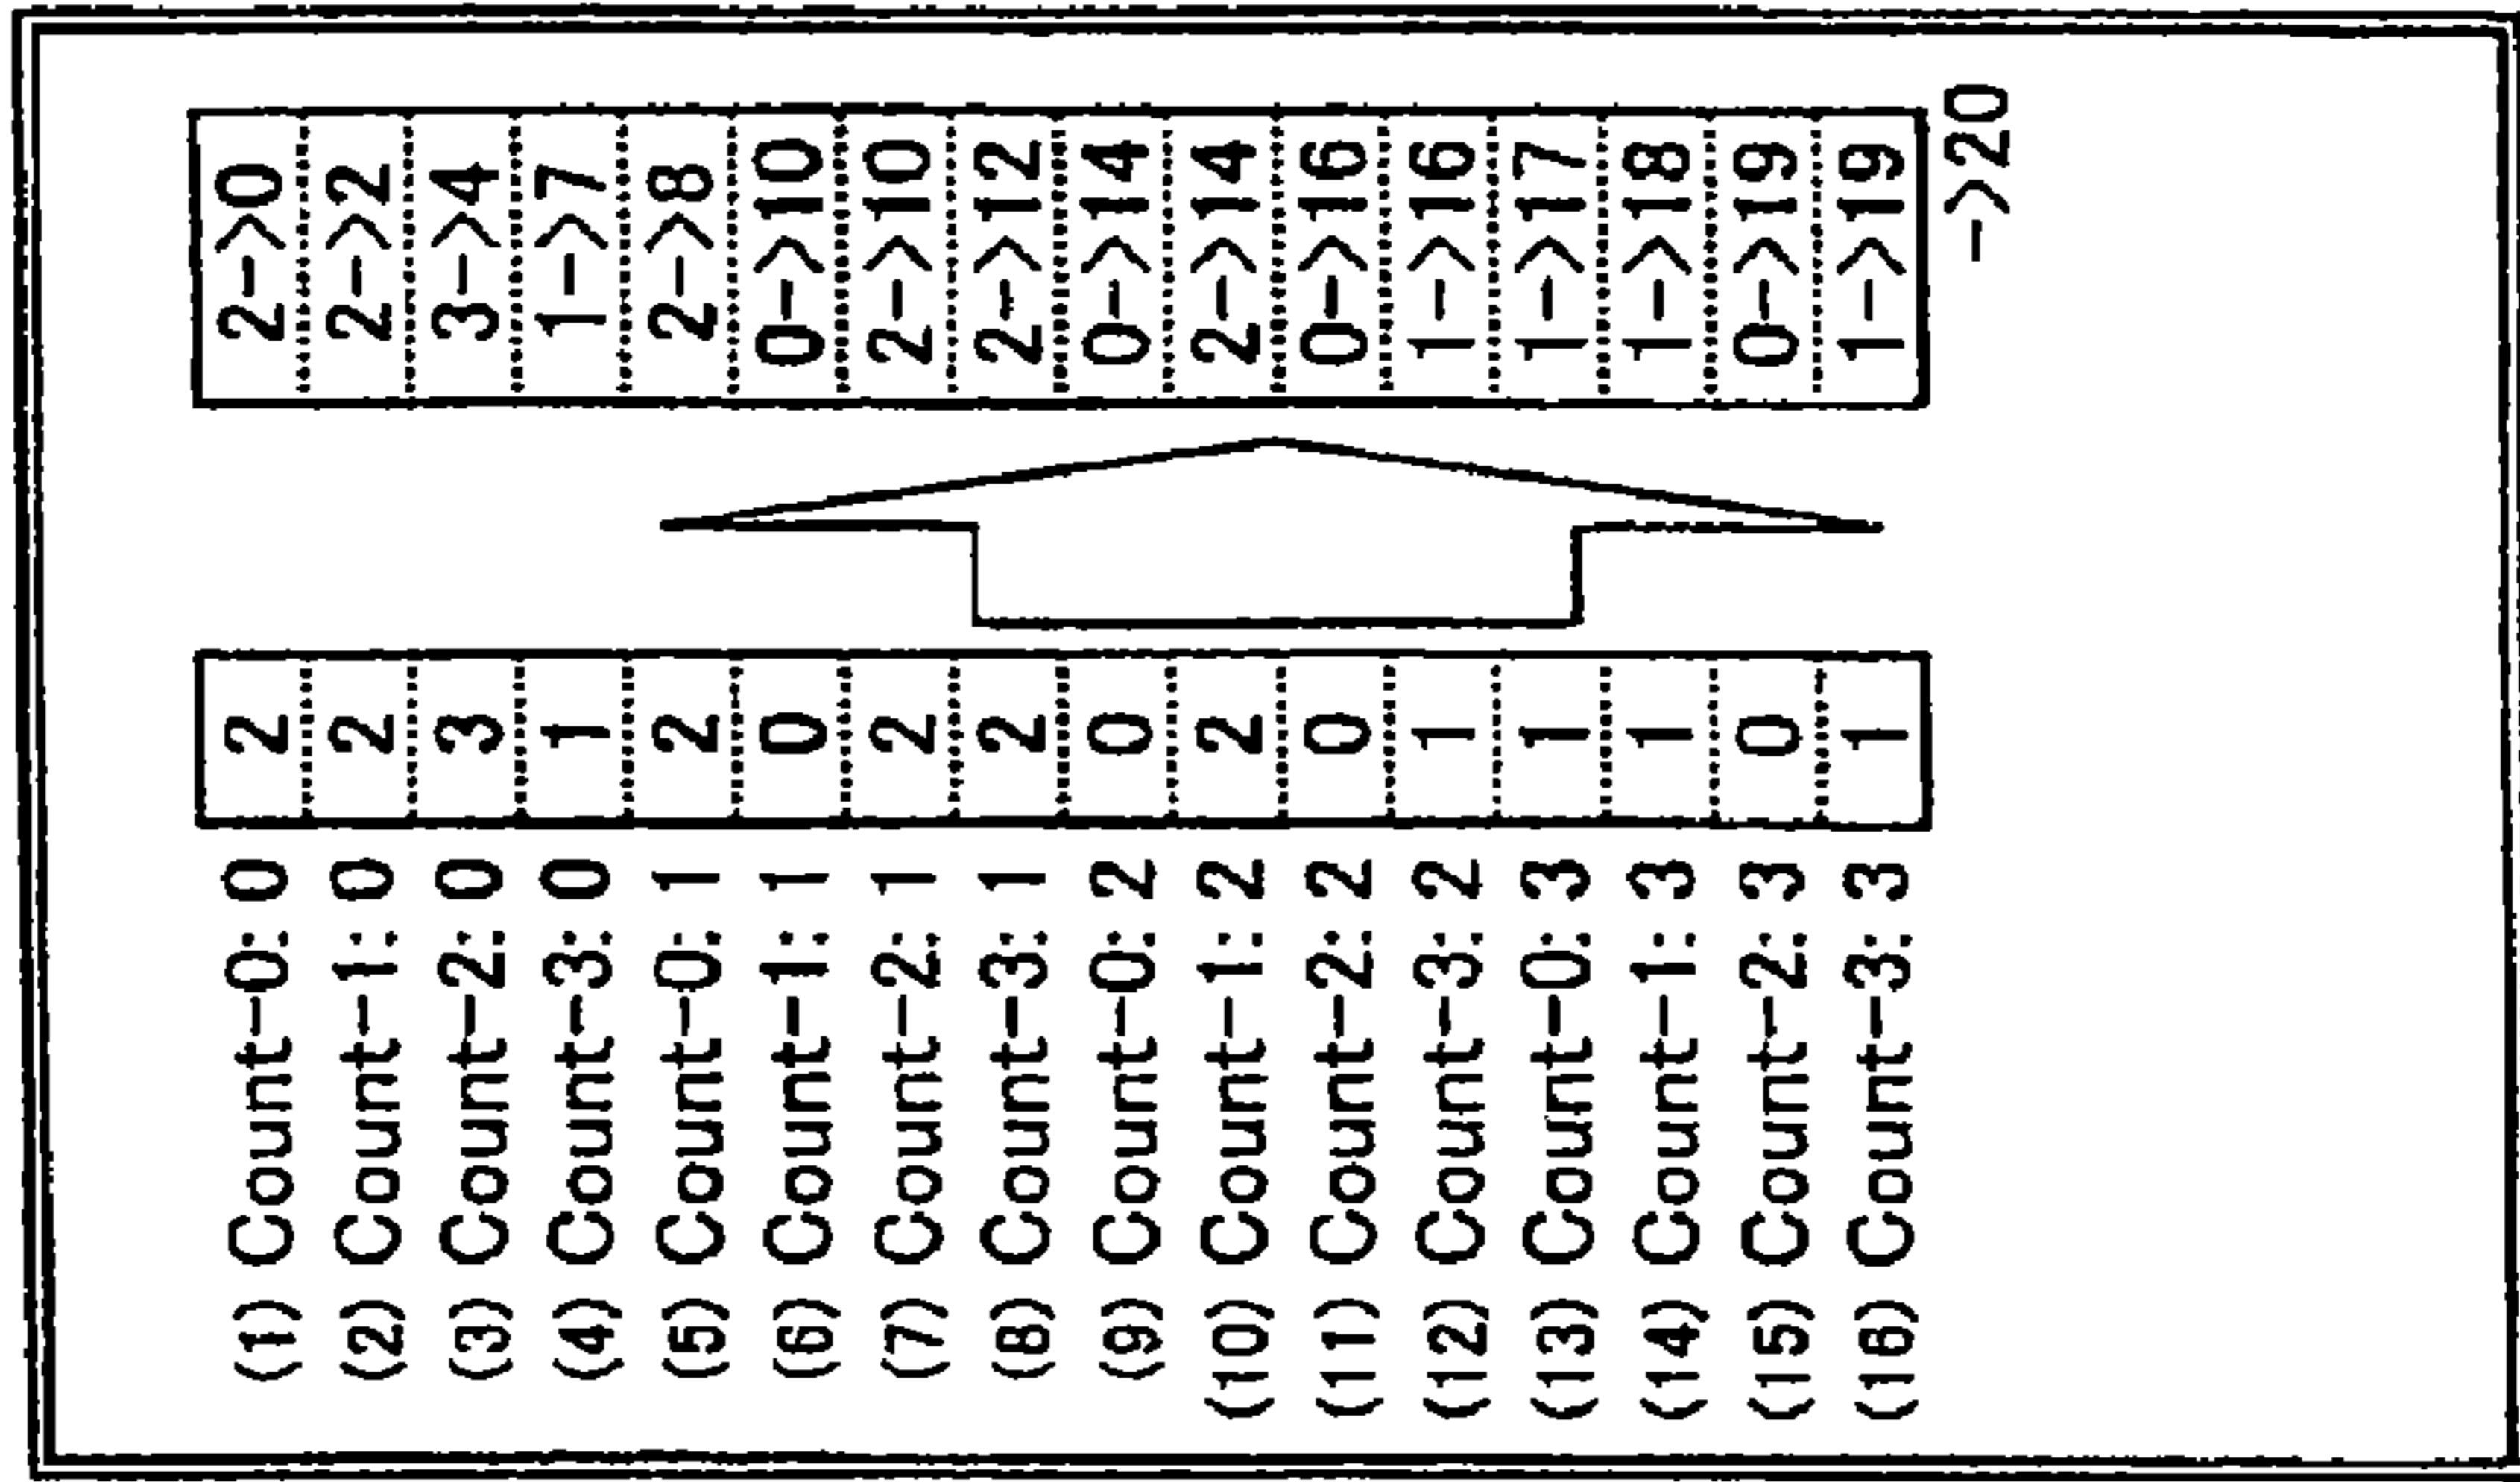 (1) Count-0: 0 2 2->0
(2) Count-1: 0 2 2->2
(3) Count-2: 0 3 3->4
(4) Count-3: 0 1 1->7
(5) Count-0: 1 2 2->8
(6) Count-1: 1 0 0->10
(7) Count-2: 1 2 2->10
(8) Count-3: 1 2 2->12
(9) Count-0: 2 0 0->14
(10) Count-1: 2 2 2->14
(11) Count-2: 2 0 0->16
(12) Count-3: 2 1 1->16
(13) Count-0: 3 1 1->17
(14) Count-1: 3 1 1->18
(15) Count-2: 3 0 0->19
(16) Count-3: 3 1 1->19
->20